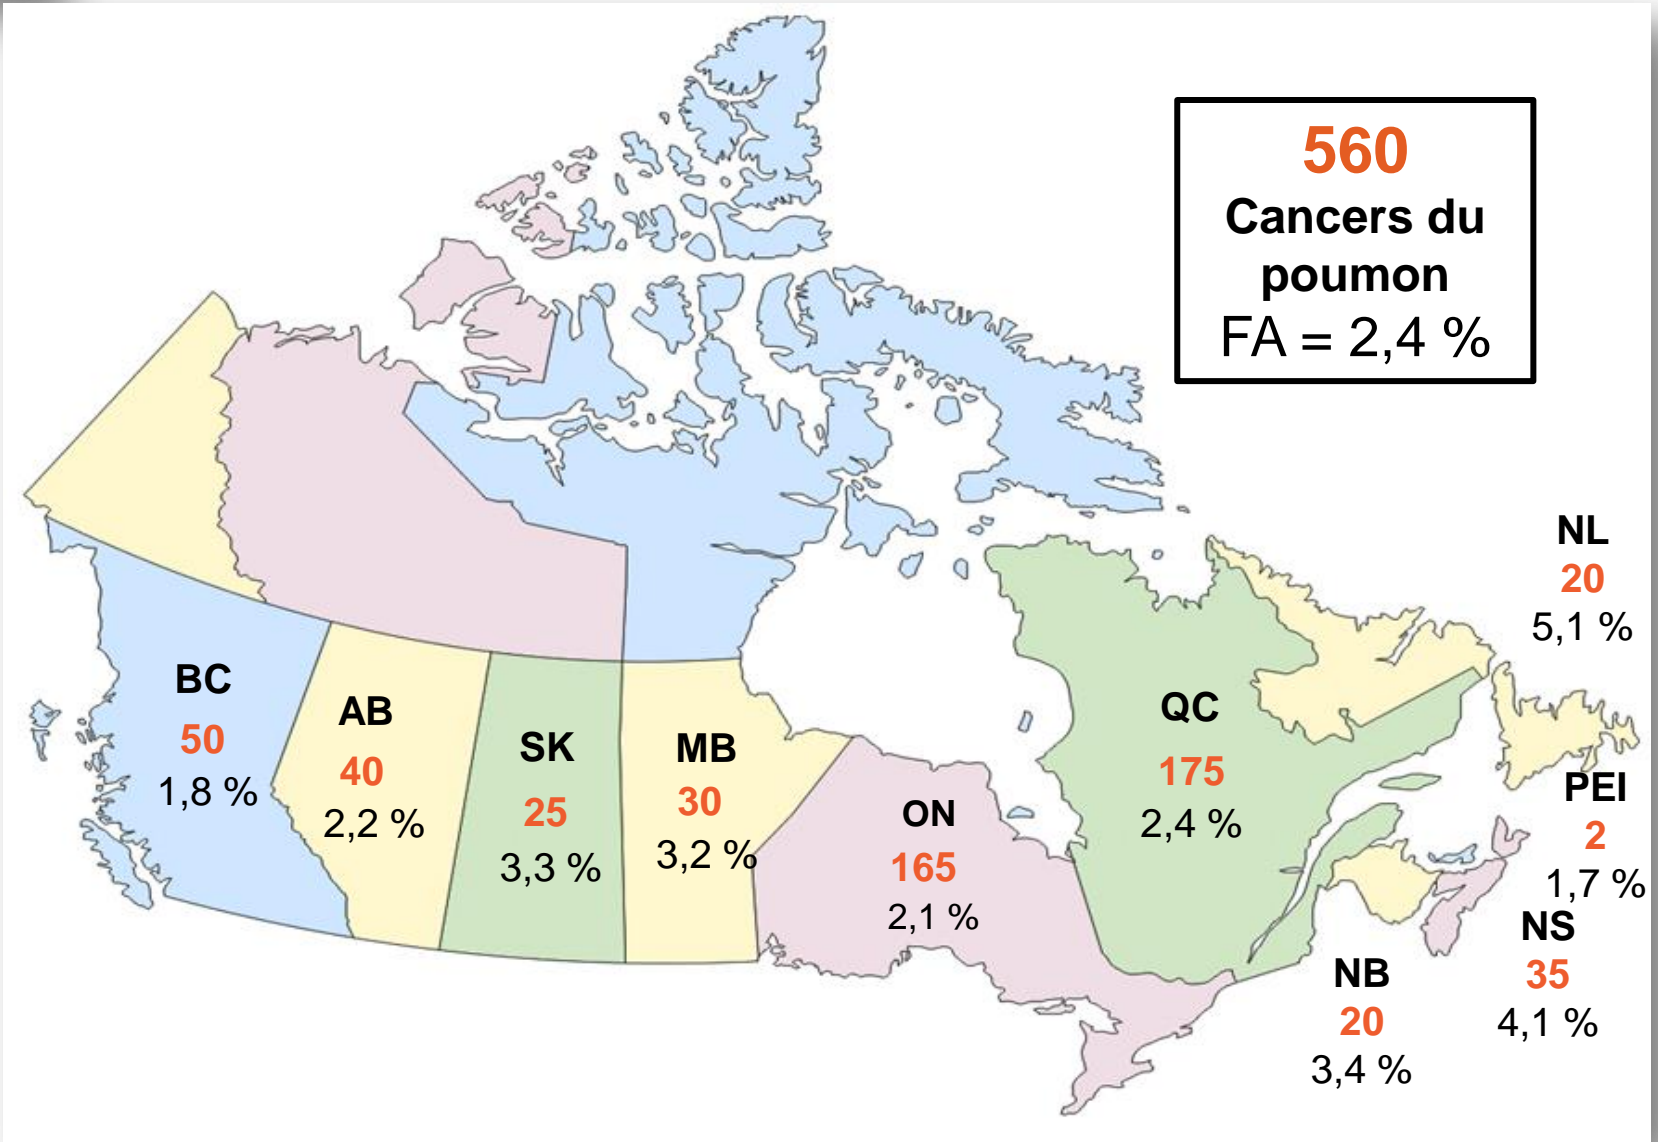 560
Cancers du
poumon
FA = 2,4 %
NL
20
5,1 %
BC
50
1,8 %
AB
40
2,2 %
SK
25
3,3 %
MB
30
3,2 %
ON
165
2,1 %
QC
175
2,4 %
PEI
2
1,7 %
NS
35
4,1 %
NB
20
3,4 %